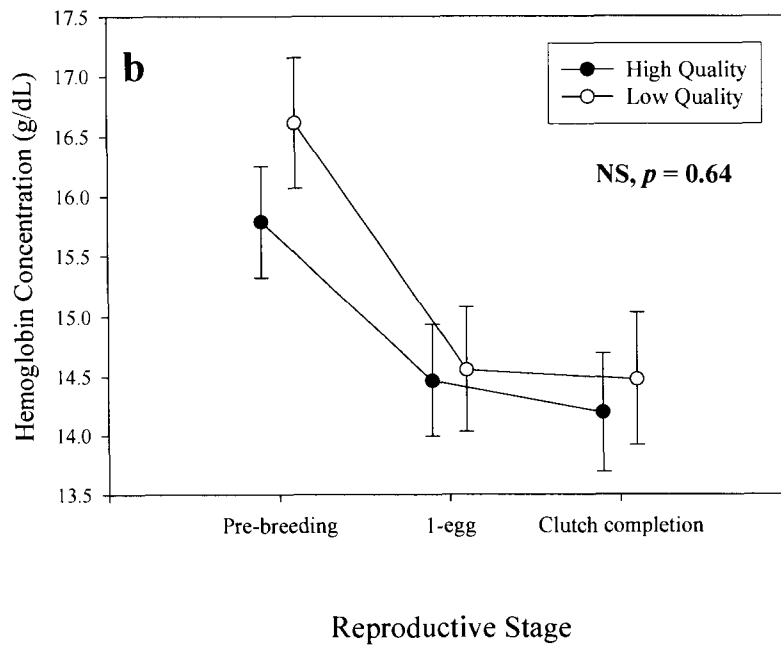 b
High Quality
Low Quality
NS, p = 0.64
Hemoglobin Concentration (g/dL)
17.5
17.0
16.5
16.0
15.5
15.0
14.5
14.0
13.5
Pre-breeding 1-egg Clutch completion
Reproductive Stage